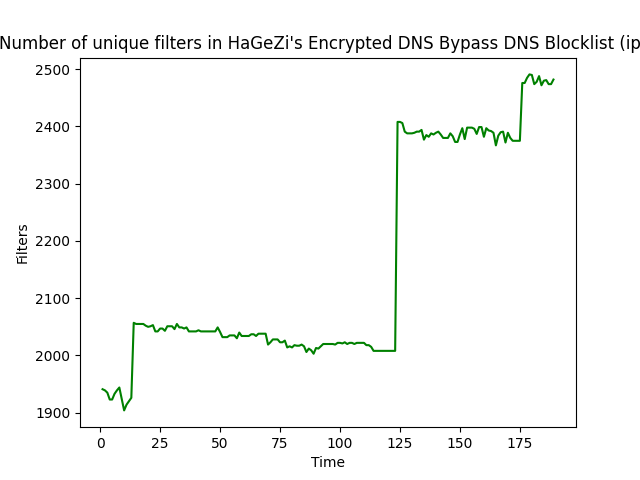 Number of unique filters in HaGeZi's Encrypted DNS Bypass DNS Blocklist (ip
2500
2400
2300
2200
2100
2000
1900
Filters
0 25 50 75 100 125 150 175
Time